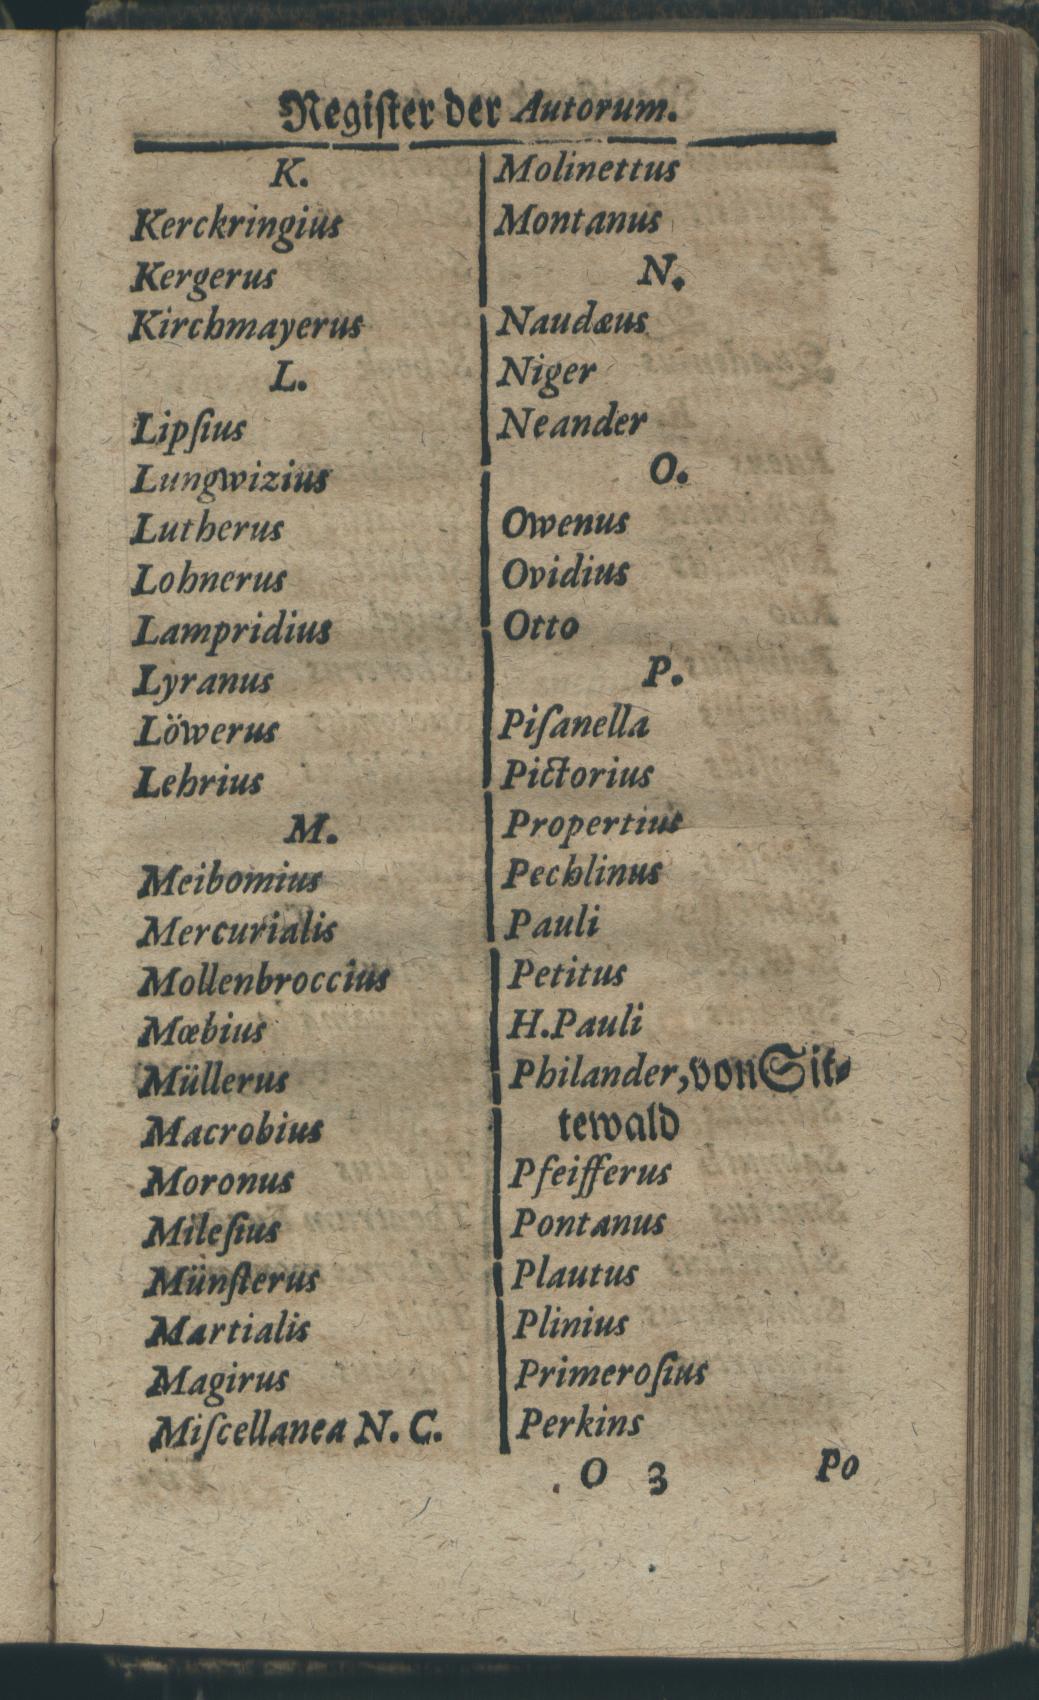 Regiſter der Autorum.
K.
Kerckringius
Kergerus
Kirchmayerus
L.
Lipſius
Lungwizius
Lutherus
Lohnerus
Lampridius
Lyranus
Löwerus
Lehrius
M.
Meibomius
Mercurialis
Mollenbroccius
Mœbius
Müllerus
Macrobius
Moronus
Mileſius
Münſterus
Martialis
Magirus
Miſcellanea N. C.
Molinettus
Montanus
N.
Naudæus
Niger
Neander
O.
Owenus
Ovidius
Otto
P.
Piſanella
Pictorius
Propertius
Pechlinus
Pauli
Petitus
H. Pauli
Philander, von Sit⸗
tewald
Pfeifferus
Pontanus
Plautus
Plinius
Primeroſius
Perkins
O 3 Po